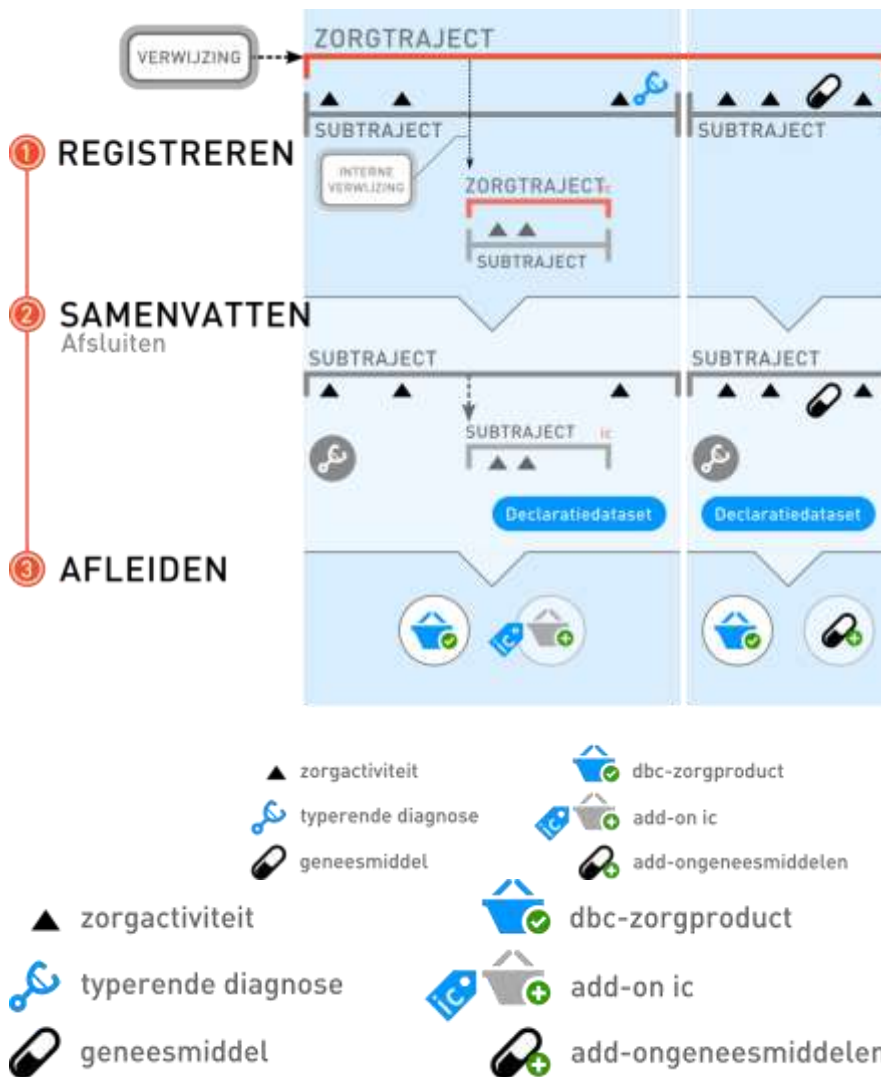 ZORGTRAJECT
VERWIJZING
SUBTRAJECT
SUBTRAJECT
1 REGISTREREN
INTERNE
VERWIJZING
ZORGTRAJECT ic
SUBTRAJECT
2 SAMENVATTEN
Afsluiten
SUBTRAJECT
SUBTRAJECT
SUBTRAJECT ic
Declaratiedataset
Declaratiedataset
3 AFLEIDEN
ic
zorgactiviteit
dbc-zorgproduct
typerende diagnose
ic
add-on ic
geneesmiddel
add-ongeneesmiddelen
zorgactiviteit
dbc-zorgproduct
typerende diagnose
ic
add-on ic
geneesmiddel
add-ongeneesmiddelen